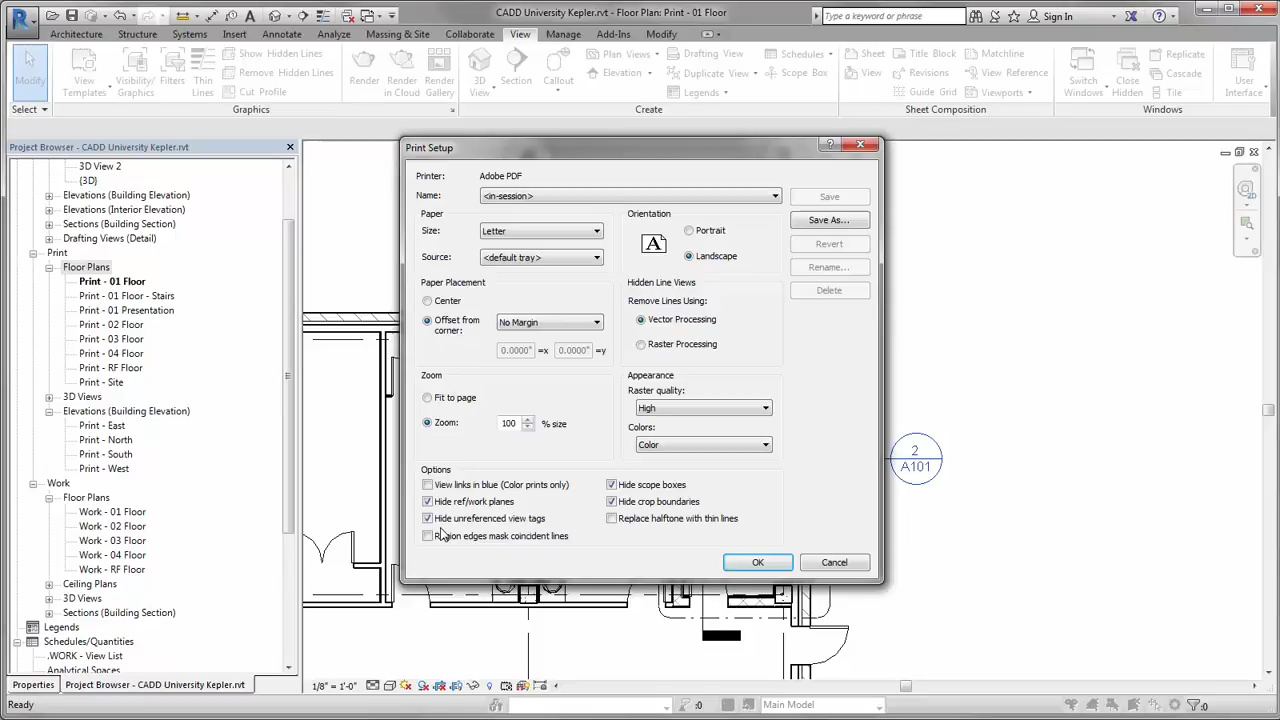 CADD University Kepler.rvt - Floor Plan: Print - 01 Floor
Type a keyword or phrase
Sign In
Architecture Structure Systems Insert Annotate Analyze Massing & Site Collaborate View Manage Add-Ins Modify
Modify
View Templates
Visibility/ Graphics
Filters
Thin Lines
Show Hidden Lines
Remove Hidden Lines
Cut Profile
Render
Render in Cloud
Render Gallery
3D View
Section
Callout
Plan Views
Elevation
Drafting View
Duplicate View
Legends
Schedules
Scope Box
Sheet
View
Title Block
Revisions
Guide Grid
Matchline
View Reference
Viewports
Switch Windows
Close Hidden
Replicate
Cascade
Tile
User Interface
Select Graphics Create Sheet Composition Windows
Project Browser - CADD University Kepler.rvt
3D View 2
{3D}
Elevations (Building Elevation)
Elevations (Interior Elevation)
Sections (Building Section)
Drafting Views (Detail)
Print
Floor Plans
Print - 01 Floor
Print - 01 Floor - Stairs
Print - 01 Presentation
Print - 02 Floor
Print - 03 Floor
Print - 04 Floor
Print - RF Floor
Print - Site
3D Views
Elevations (Building Elevation)
Print - East
Print - North
Print - South
Print - West
Work
Floor Plans
Work - 01 Floor
Work - 02 Floor
Work - 03 Floor
Work - 04 Floor
Work - RF Floor
Ceiling Plans
3D Views
Sections (Building Section)
Legends
Schedules/Quantities
.WORK - View List
Analytical Spaces
Properties Project Browser - CADD University Kepler.rvt
Print Setup
Printer: Adobe PDF
Name: <in-session>
Save
Save As...
Revert
Rename...
Delete
Paper
Size: Letter
Source: <default tray>
Orientation
A
Portrait
Landscape
Paper Placement
Center
Offset from corner: No Margin
0.0000" =x 0.0000" =y
Hidden Line Views
Remove Lines Using:
Vector Processing
Raster Processing
Zoom
Fit to page
Zoom: 100 % size
Appearance
Raster quality:
High
Colors:
Color
Options
View links in blue (Color prints only)
Hide ref/work planes
Hide unreferenced view tags
Region edges mask coincident lines
Hide scope boxes
Hide crop boundaries
Replace halftone with thin lines
OK Cancel
2
A101
1/8" = 1'-0"
Ready
:0
Main Model
:0